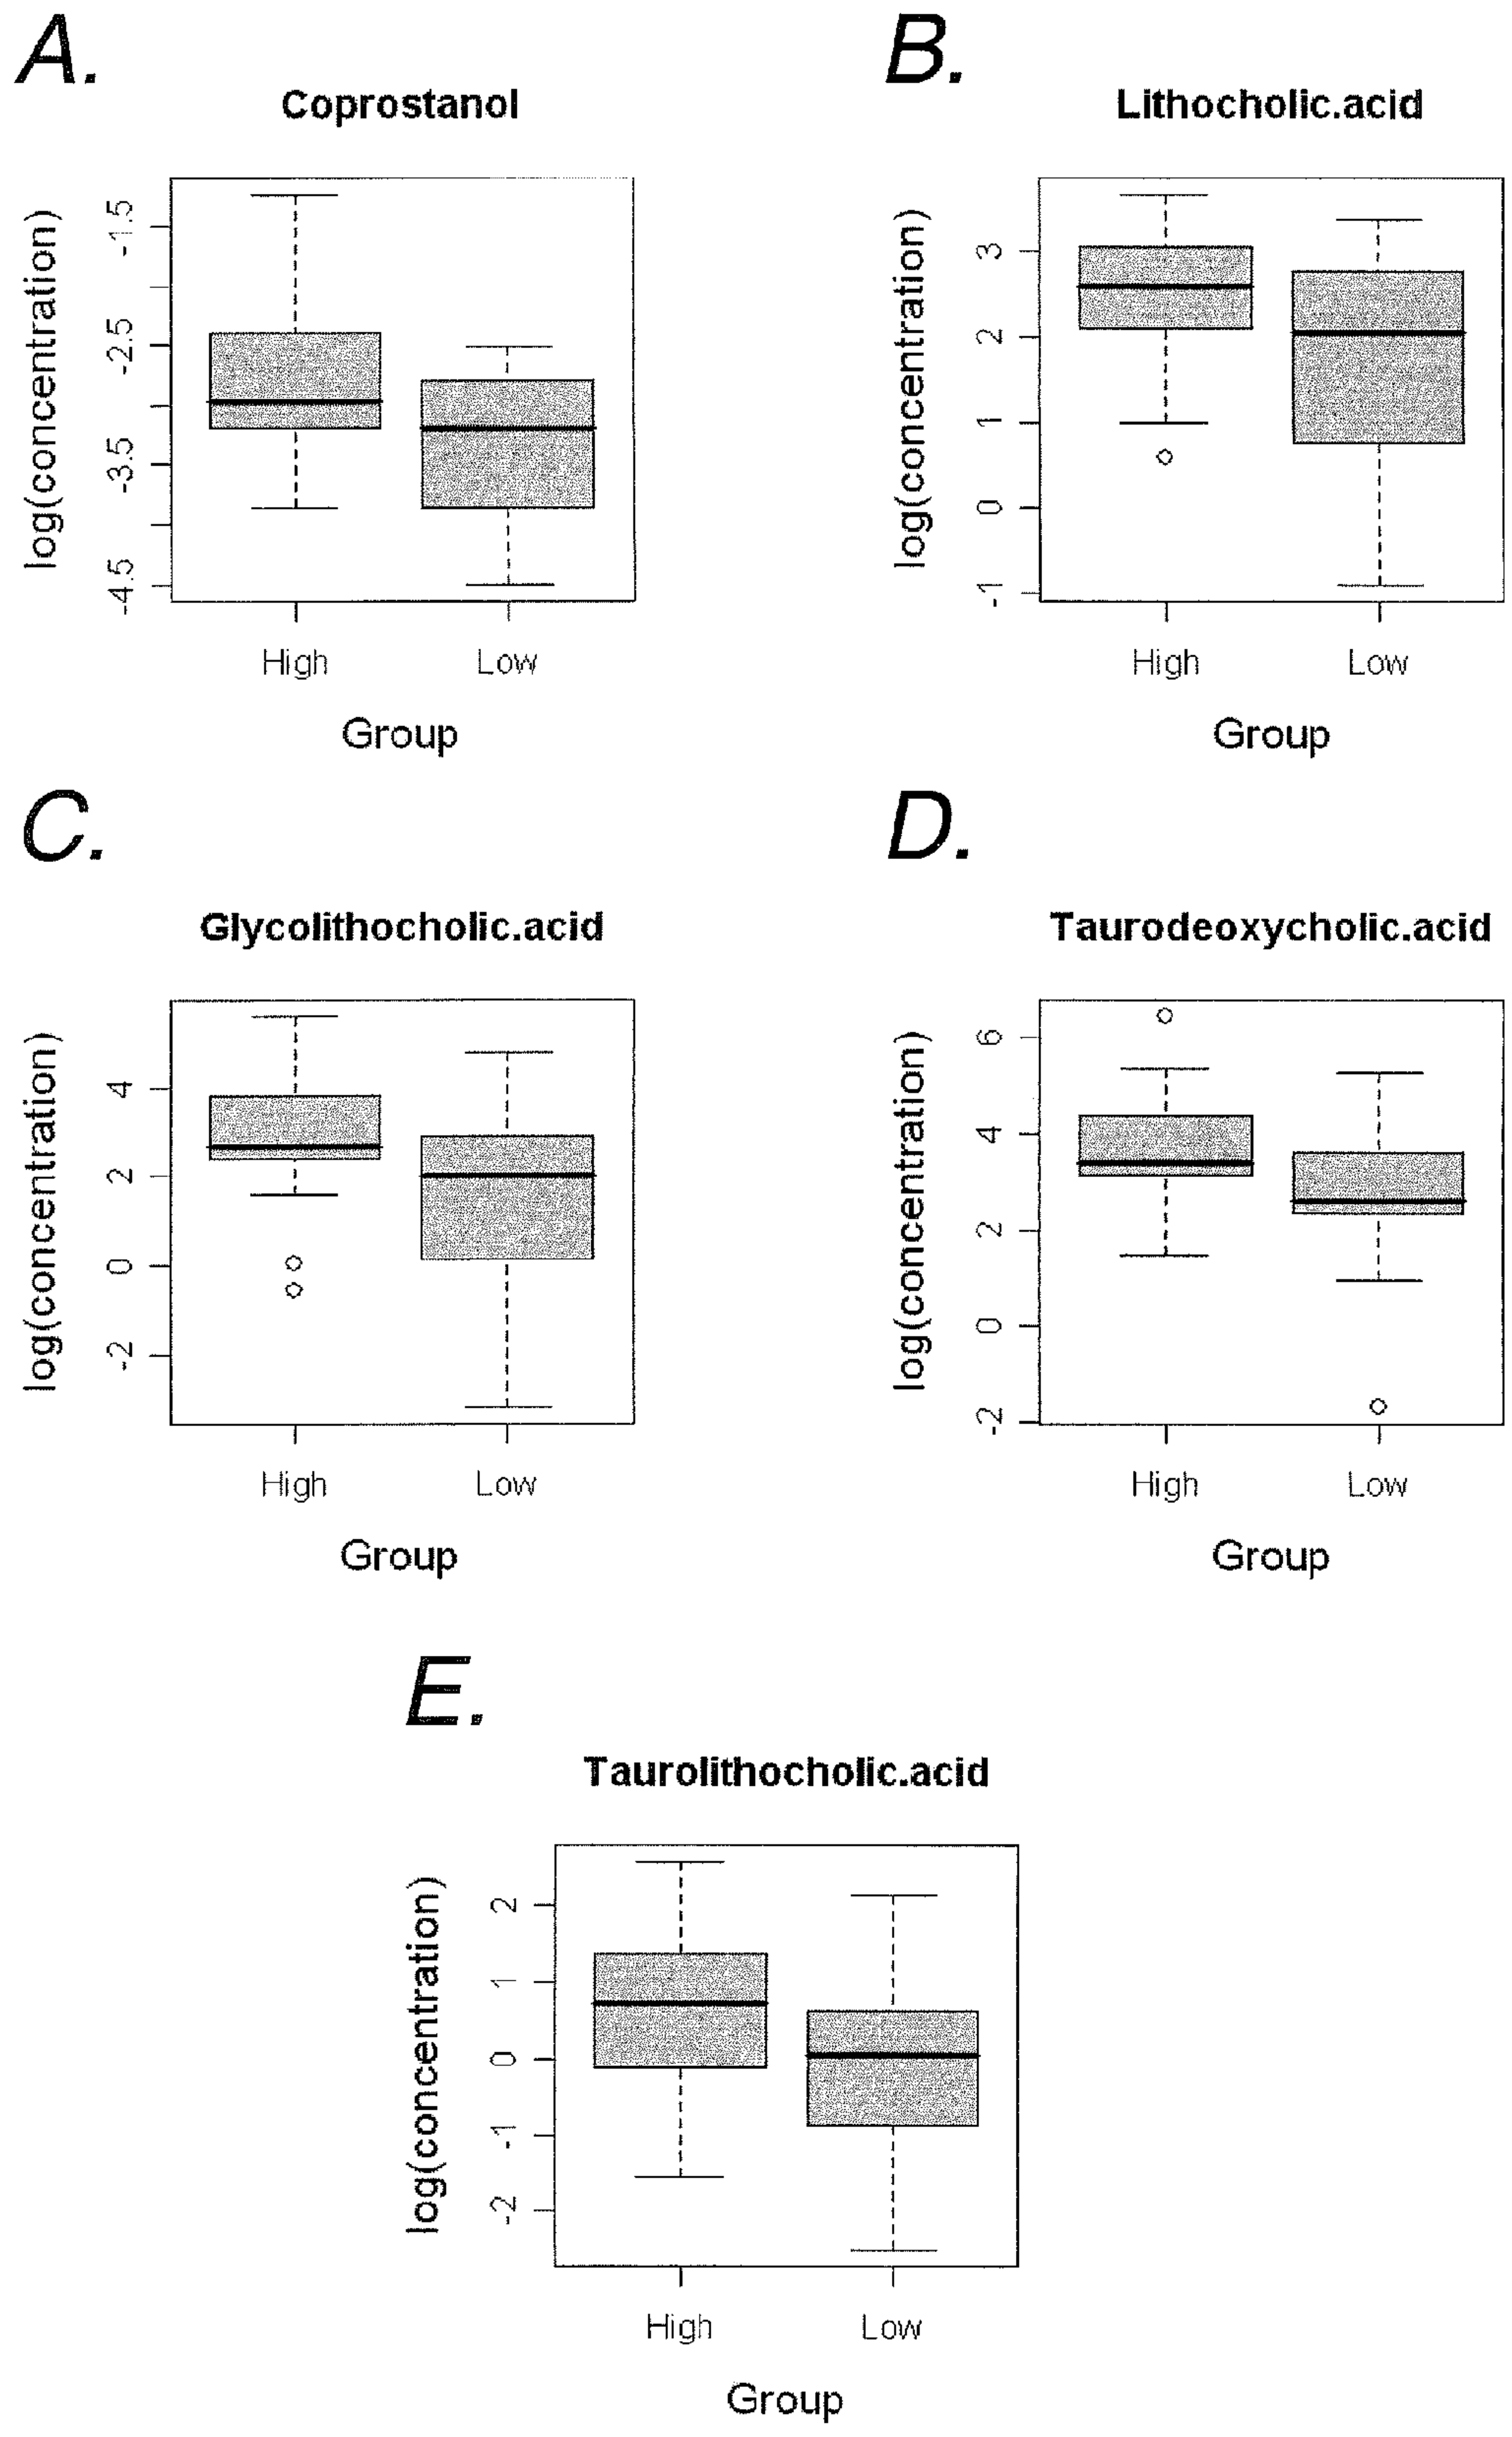 A.
Coprostanol
log(concentration)
-1.5
-2.5
-3.5
-4.5
High Low
Group
B.
Lithocholic.acid
log(concentration)
3
2
1
0
-1
High Low
Group
C.
Glycolithocholic.acid
log(concentration)
4
2
0
-2
High Low
Group
D.
Taurodeoxycholic.acid
log(concentration)
6
4
2
0
-2
High Low
Group
E.
Taurolithocholic.acid
log(concentration)
2
1
0
-1
-2
High Low
Group